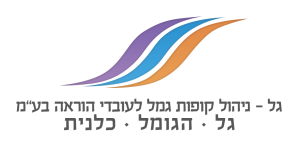 גל - ניהול קופות גמל לעובדי הוראה בע"מ
גל · הגומל · כלנית